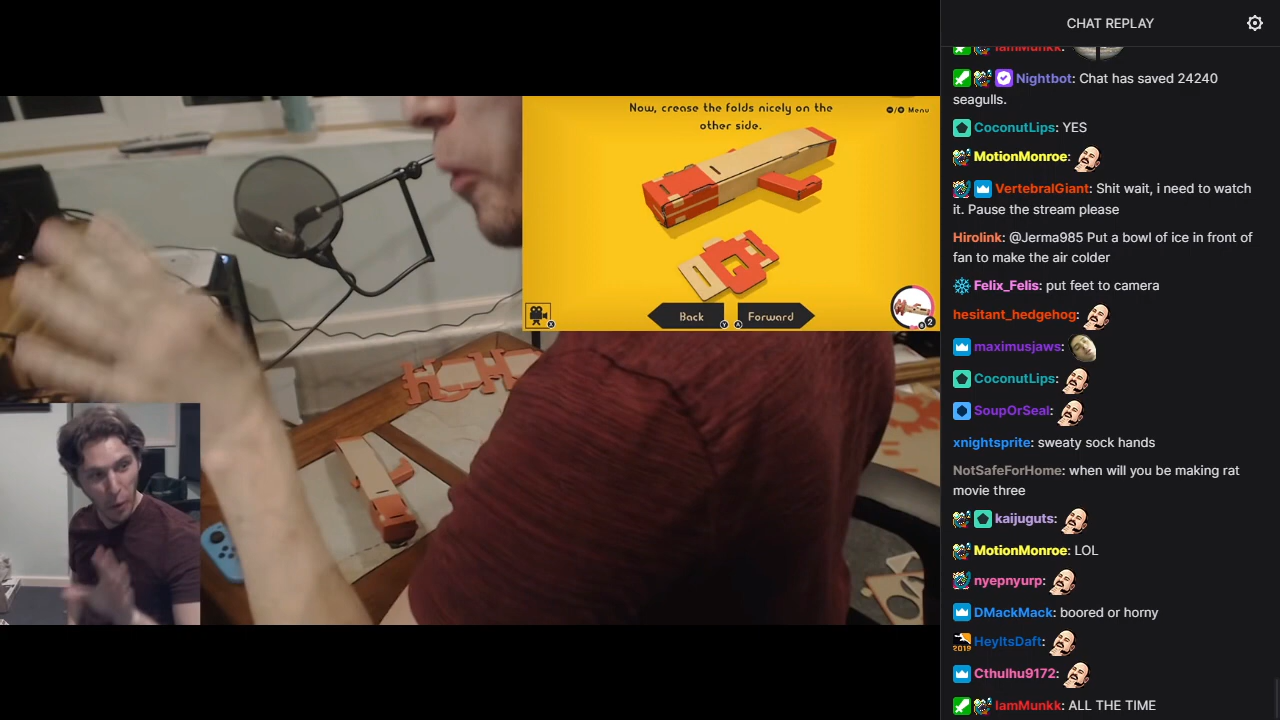 CHAT REPLAY
IamMunkk:
Nightbot: Chat has saved 24240
seagulls.
CoconutLips: YES
MotionMonroe:
VertebralGiant: Shit wait, i need to watch
it. Pause the stream please
Hirolink: @Jerma985 Put a bowl of ice in front of
fan to make the air colder
Felix_Felis: put feet to camera
hesitant_hedgehog:
maximusjaws:
CoconutLips:
SoupOrSeal:
xnightsprite: sweaty sock hands
NotSafeForHome: when will you be making rat
movie three
kaijuguts:
MotionMonroe: LOL
nyepnyurp:
DMackMack: boored or horny
2019 HeyItsDaft:
Cthulhu9172:
IamMunkk: ALL THE TIME
Now, crease the folds nicely on the
other side.
⊖/⊕ Menu
Back
Y
Forward
A
X
2